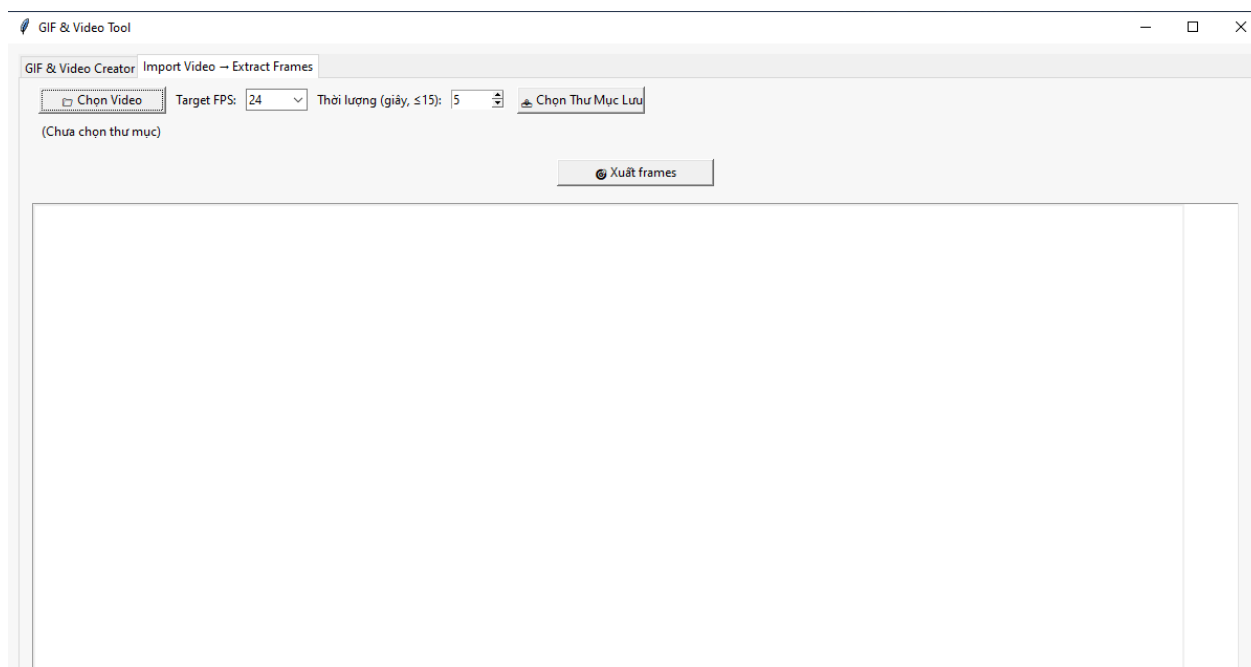 GIF & Video Tool
GIF & Video Creator Import Video → Extract Frames
Chọn Video Target FPS: 24 Thời lượng (giây, ≤15): 5 Chọn Thư Mục Lưu
(Chưa chọn thư mục)
Xuất frames